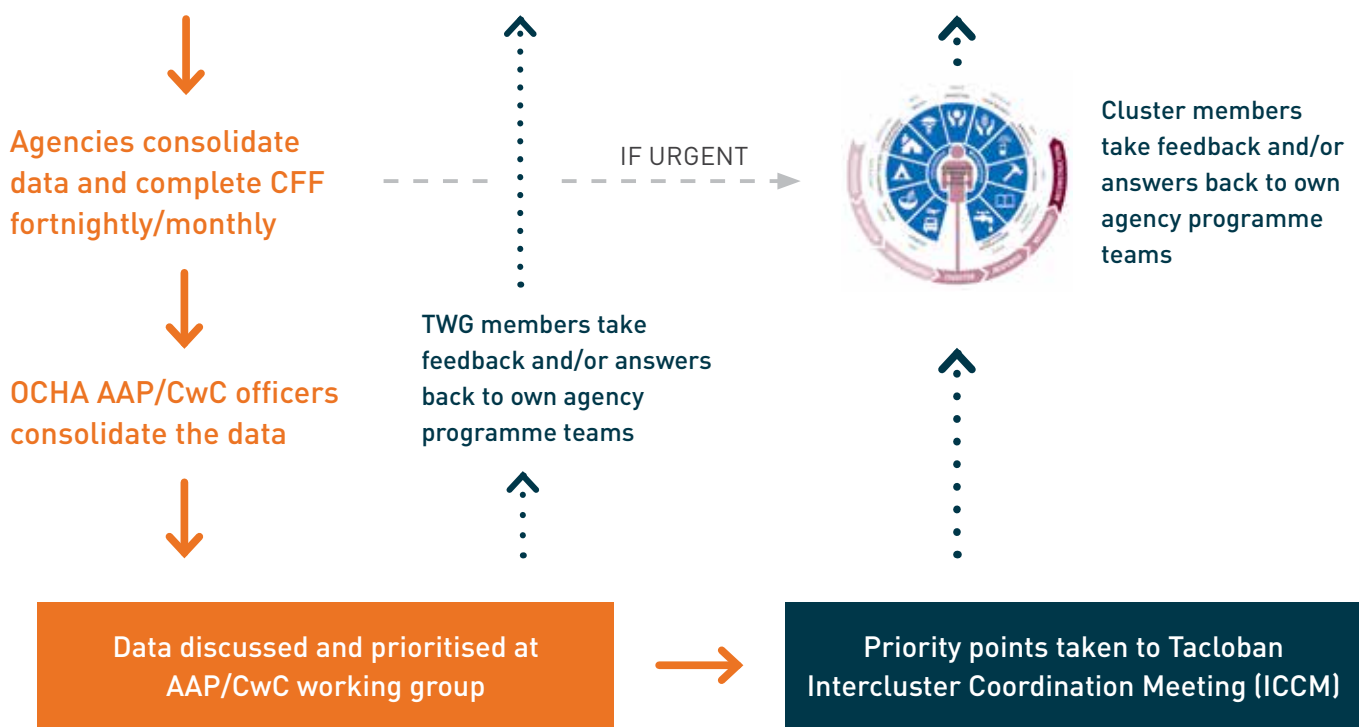 Agencies consolidate
data and complete CFF
fortnightly/monthly
IF URGENT
Cluster members
take feedback and/or
answers back to own
agency programme
teams
OCHA AAP/CwC officers
consolidate the data
TWG members take
feedback and/or answers
back to own agency
programme teams
Data discussed and prioritised at
AAP/CwC working group
Priority points taken to Tacloban
Intercluster Coordination Meeting (ICCM)